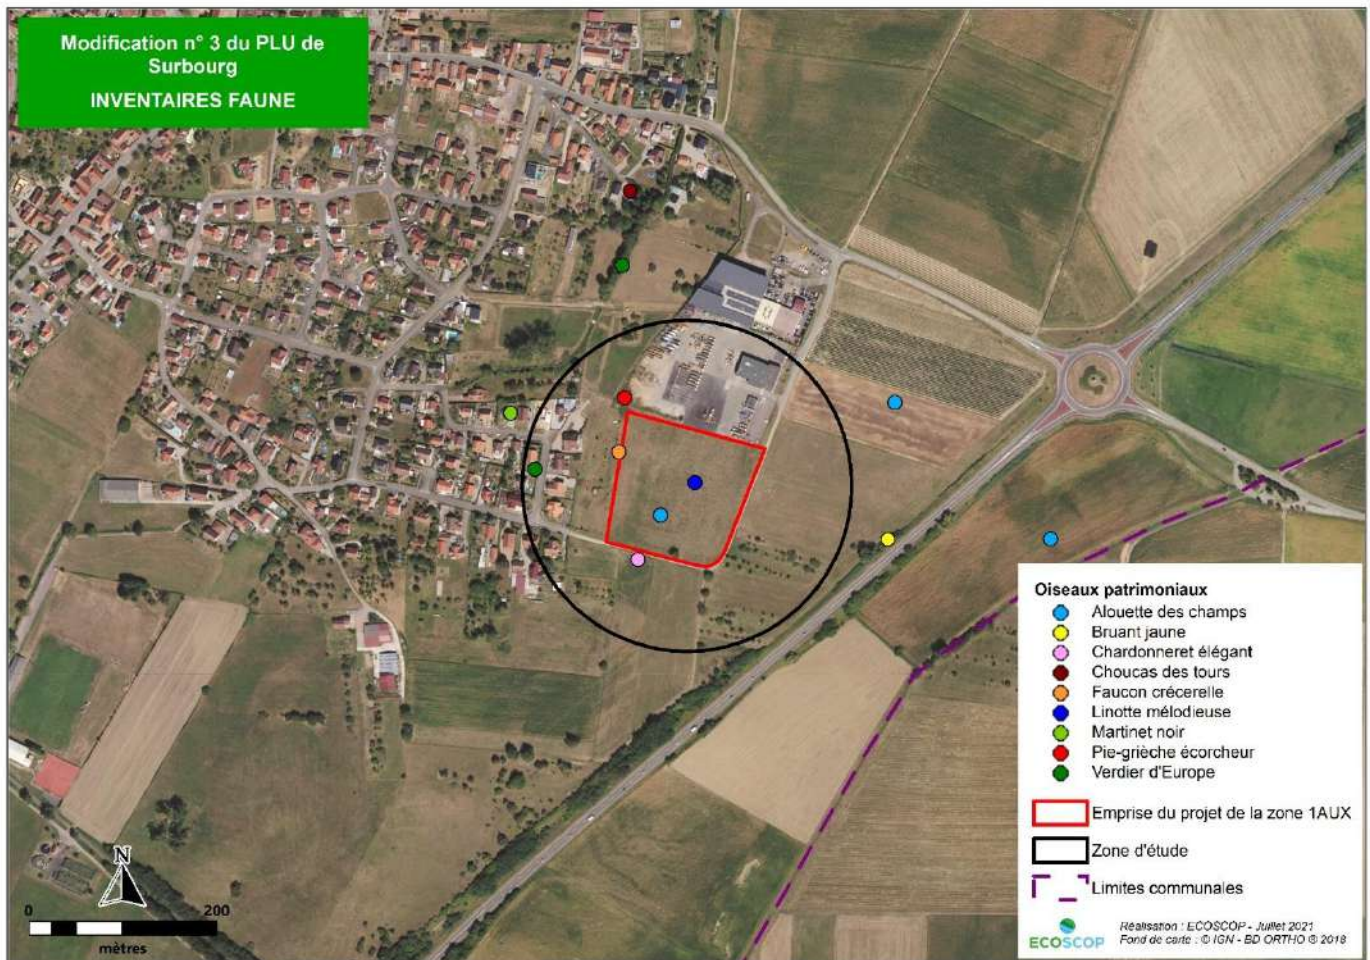 Modification n° 3 du PLU de
Surbourg
INVENTAIRES FAUNE
Oiseaux patrimoniaux
Alouette des champs
Bruant jaune
Chardonneret élégant
Choucas des tours
Faucon crécerelle
Linotte mélodieuse
Martinet noir
Pie-grièche écorcheur
Verdier d'Europe
Emprise du projet de la zone 1AUX
Zone d'étude
Limites communales
N
0 200
mètres
ECOSCOP
Réalisation : ECOSCOP - Juillet 2021
Fond de carte : © IGN - BD ORTHO ® 2018